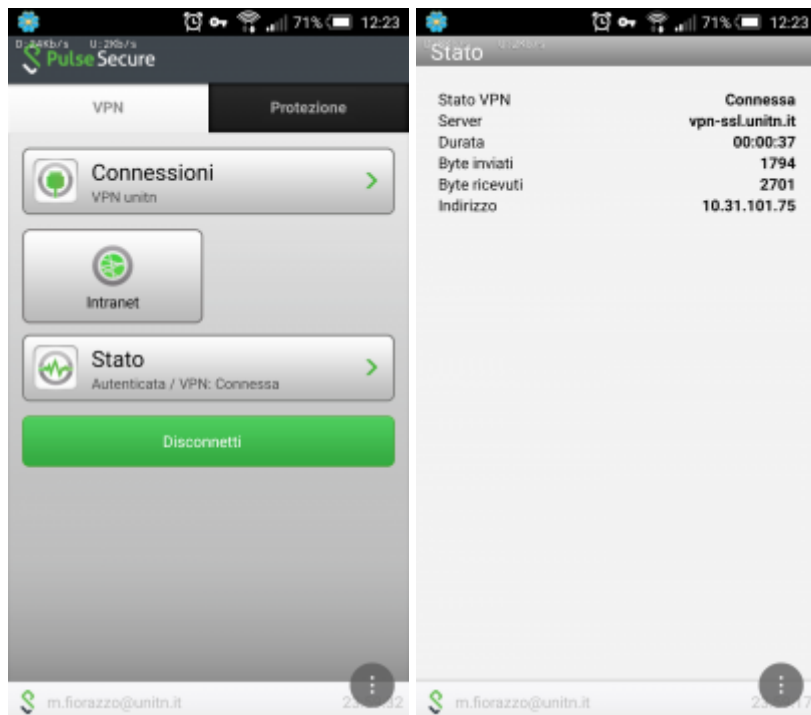 71% 12:23
U:2Kb/s
Pulse Secure
VPN Protezione
Connessioni
VPN unitn
Intranet
Stato
Autenticata / VPN: Connessa
Disconnetti
m.fiorazzo@unitn.it
71% 12:23
Stato
Stato VPN Connessa
Server vpn-ssl.unitn.it
Durata 00:00:37
Byte inviati 1794
Byte ricevuti 2701
Indirizzo 10.31.101.75
m.fiorazzo@unitn.it